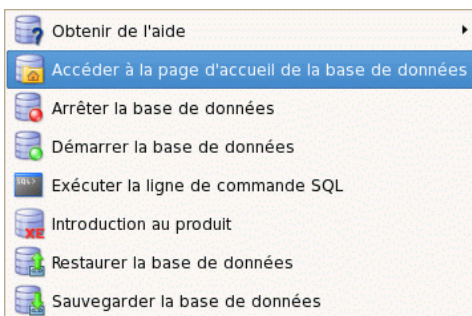 Obtenir de l'aide
Accéder à la page d'accueil de la base de données
Arrêter la base de données
Démarrer la base de données
SQL>
Exécuter la ligne de commande SQL
XE
Introduction au produit
Restaurer la base de données
Sauvegarder la base de données